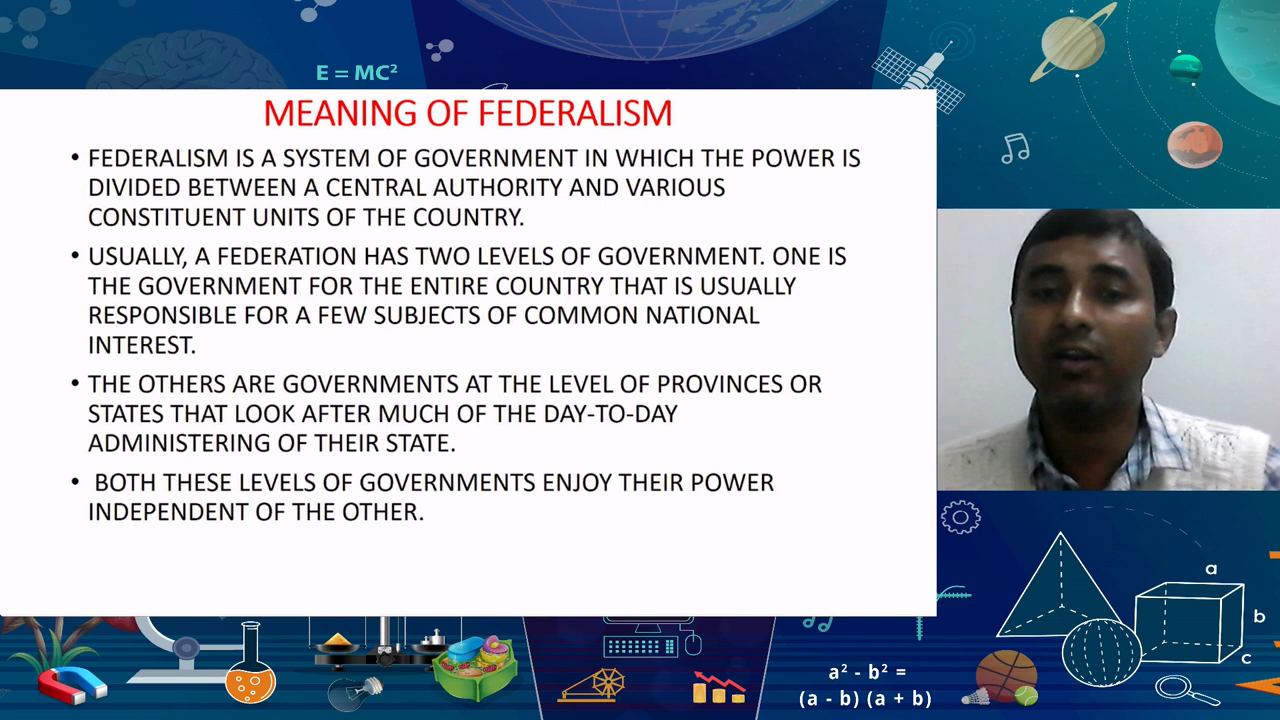 E = MC²
MEANING OF FEDERALISM
• FEDERALISM IS A SYSTEM OF GOVERNMENT IN WHICH THE POWER IS
DIVIDED BETWEEN A CENTRAL AUTHORITY AND VARIOUS
CONSTITUENT UNITS OF THE COUNTRY.
• USUALLY, A FEDERATION HAS TWO LEVELS OF GOVERNMENT. ONE IS
THE GOVERNMENT FOR THE ENTIRE COUNTRY THAT IS USUALLY
RESPONSIBLE FOR A FEW SUBJECTS OF COMMON NATIONAL
INTEREST.
• THE OTHERS ARE GOVERNMENTS AT THE LEVEL OF PROVINCES OR
STATES THAT LOOK AFTER MUCH OF THE DAY-TO-DAY
ADMINISTERING OF THEIR STATE.
• BOTH THESE LEVELS OF GOVERNMENTS ENJOY THEIR POWER
INDEPENDENT OF THE OTHER.
a
b
c
a² - b² =
(a - b) (a + b)